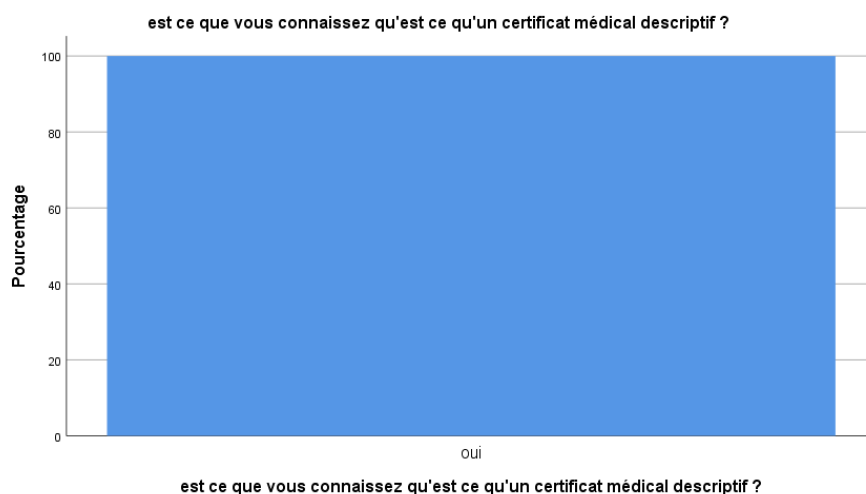 est ce que vous connaissez qu'est ce qu'un certificat médical descriptif ?
100
80
60
40
20
0
Pourcentage
oui
est ce que vous connaissez qu'est ce qu'un certificat médical descriptif ?